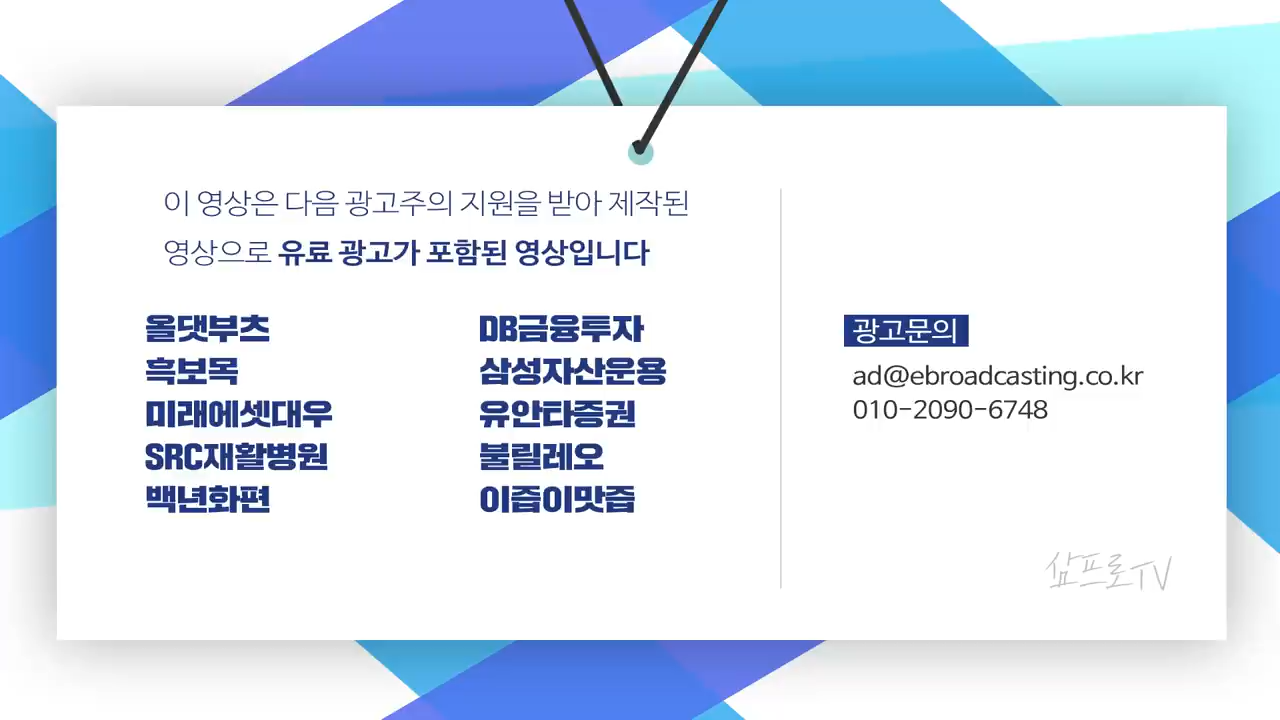 이 영상은 다음 광고주의 지원을 받아 제작된
영상으로 유료 광고가 포함된 영상입니다
올댓부츠
흑보목
미래에셋대우
SRC재활병원
백년화편
DB금융투자
삼성자산운용
유안타증권
불릴레오
이즙이맛즙
광고문의
ad@ebroadcasting.co.kr
010-2090-6748
삼프로TV